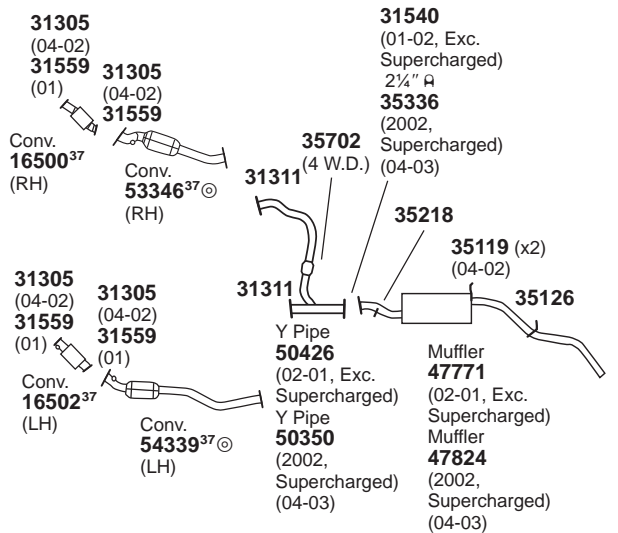 31305
(04-02)
31559
(01)
31305
(04-02)
31559
Conv.
16500³⁷
(RH)
Conv.
53346³⁷◎
(RH)
31540
(01-02, Exc.
Supercharged)
2¼″
35336
(2002,
Supercharged)
(04-03)
35702
(4 W.D.)
31311
35218
35119 (x2)
(04-02)
35126
31311
31305
(04-02)
31559
(01)
31305
(04-02)
31559
(01)
Conv.
16502³⁷
(LH)
Conv.
54339³⁷◎
(LH)
Y Pipe
50426
(02-01, Exc.
Supercharged)
Y Pipe
50350
(2002,
Supercharged)
(04-03)
Muffler
47771
(02-01, Exc.
Supercharged)
Muffler
47824
(2002,
Supercharged)
(04-03)